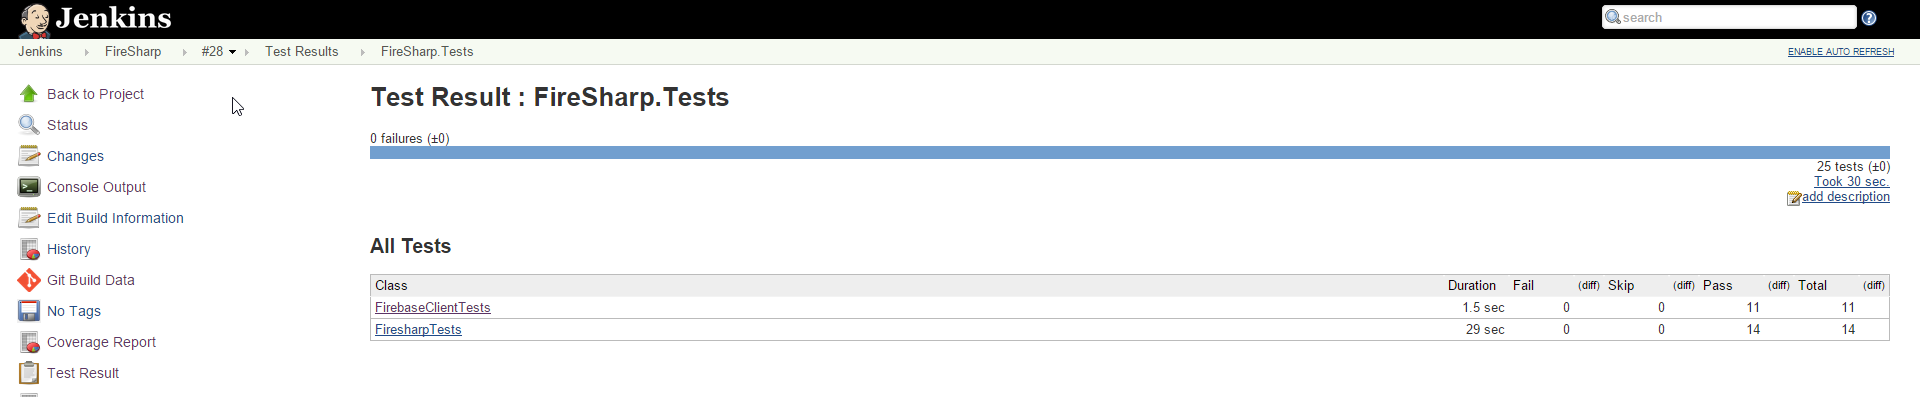 Jenkins
search
Jenkins FireSharp #28 Test Results FireSharp.Tests
ENABLE AUTO REFRESH
Back to Project
Status
Changes
Console Output
Edit Build Information
History
Git Build Data
No Tags
Coverage Report
Test Result
Test Result : FireSharp.Tests
0 failures (±0)
25 tests (±0)
Took 30 sec.
add description
All Tests
Class Duration Fail (diff) Skip (diff) Pass (diff) Total (diff)
FirebaseClientTests 1.5 sec 0 0 11 11
FiresharpTests 29 sec 0 0 14 14